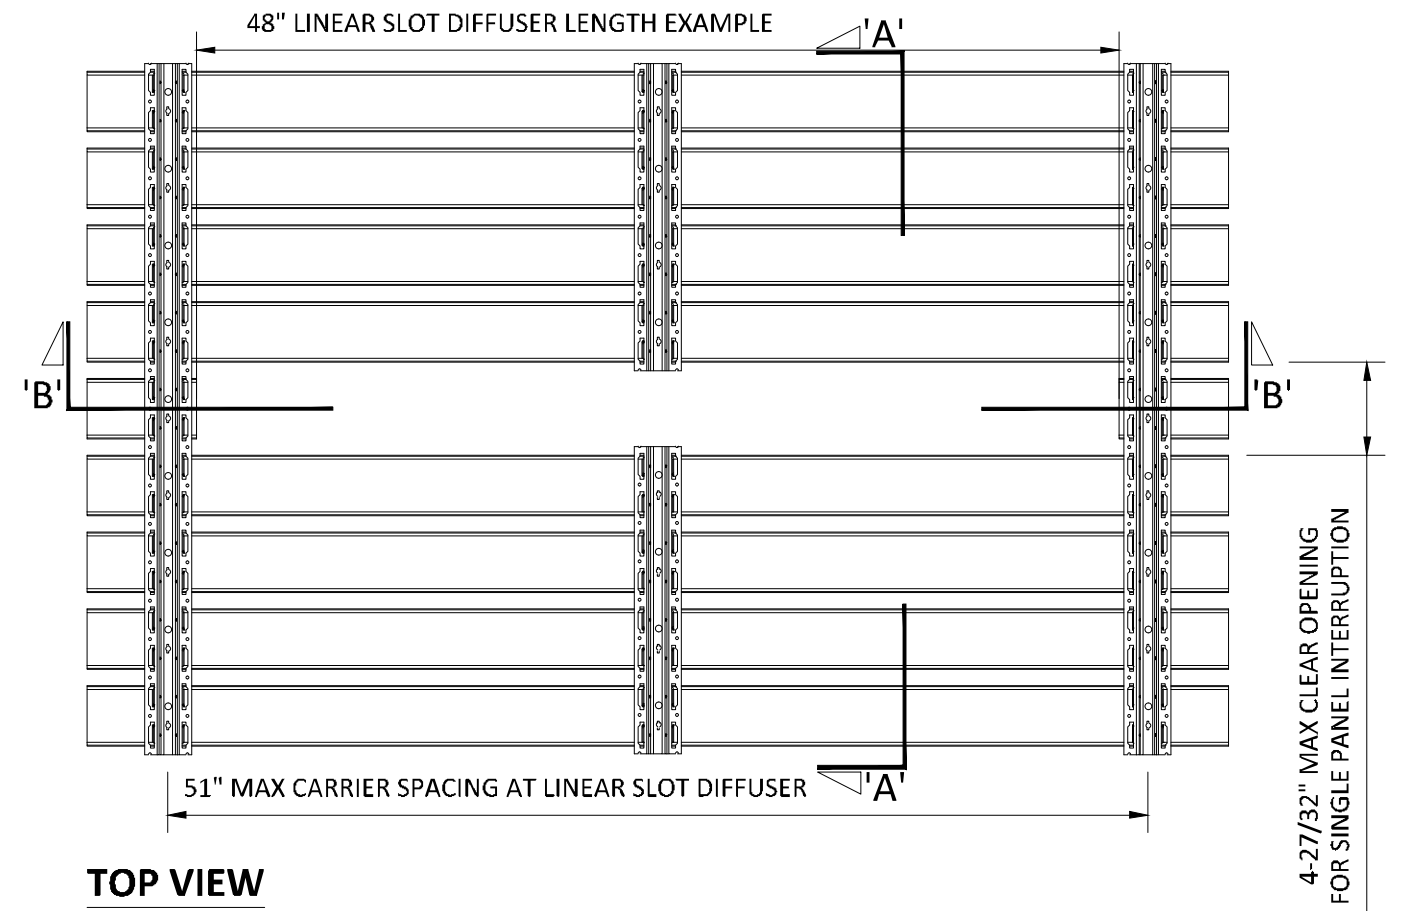 48" LINEAR SLOT DIFFUSER LENGTH EXAMPLE
'A'
'B'
'B'
4-27/32" MAX CLEAR OPENING
FOR SINGLE PANEL INTERRUPTION
51" MAX CARRIER SPACING AT LINEAR SLOT DIFFUSER
'A'
TOP VIEW